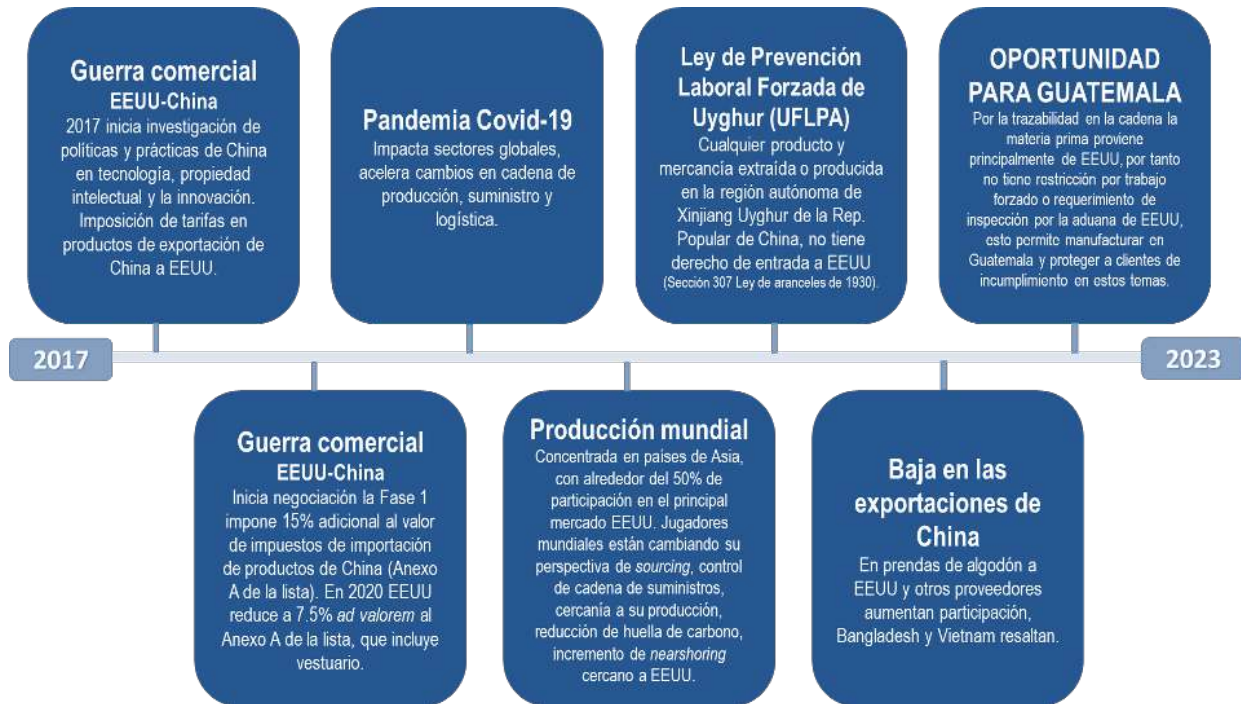 Guerra comercial
EEUU-China
2017 inicia investigación de
políticas y prácticas de China
en tecnología, propiedad
intelectual y la innovación.
Imposición de tarifas en
productos de exportación de
China a EEUU.
Pandemia Covid-19
Impacta sectores globales,
acelera cambios en cadena de
producción, suministro y
logística.
Ley de Prevención
Laboral Forzada de
Uyghur (UFLPA)
Cualquier producto y
mercancía extraída o producida
en la región autónoma de
Xinjiang Uyghur de la Rep.
Popular de China, no tiene
derecho de entrada a EEUU
(Sección 307 Ley de aranceles de 1930).
OPORTUNIDAD
PARA GUATEMALA
Por la trazabilidad en la cadena la
materia prima proviene
principalmente de EEUU, por tanto
no tiene restricción por trabajo
forzado o requerimiento de
inspección por la aduana de EEUU,
esto permite manufacturar en
Guatemala y proteger a clientes de
incumplimiento en estos temas.
2017
2023
Guerra comercial
EEUU-China
Inicia negociación la Fase 1
impone 15% adicional al valor
de impuestos de importación
de productos de China (Anexo
A de la lista). En 2020 EEUU
reduce a 7.5% ad valorem al
Anexo A de la lista, que incluye
vestuario.
Producción mundial
Concentrada en países de Asia,
con alrededor del 50% de
participación en el principal
mercado EEUU. Jugadores
mundiales están cambiando su
perspectiva de sourcing, control
de cadena de suministros,
cercanía a su producción,
reducción de huella de carbono,
incremento de nearshoring
cercano a EEUU.
Baja en las
exportaciones de
China
En prendas de algodón a
EEUU y otros proveedores
aumentan participación,
Bangladesh y Vietnam resaltan.